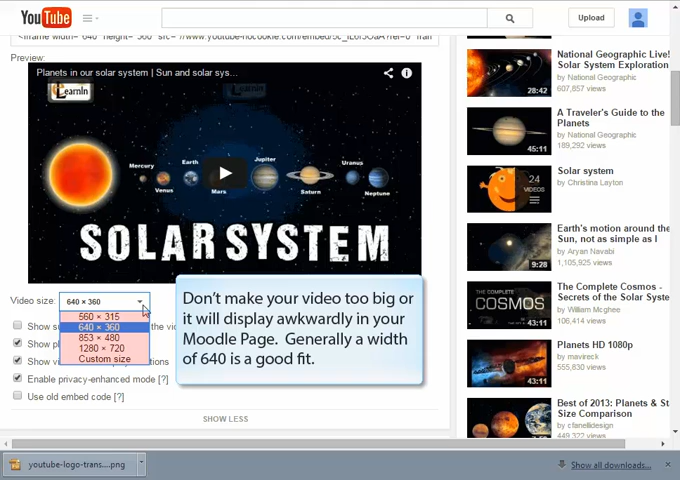 YouTube
Upload
Preview:
Planets in our solar system | Sun and solar sys...
LearnIn
Mercury
Venus
Earth
Mars
Jupiter
Saturn
Uranus
Neptune
SOLAR SYSTEM
Video size: 640 × 360
560 × 315
640 × 360
853 × 480
1280 × 720
Custom size
Don't make your video too big or
it will display awkwardly in your
Moodle Page. Generally a width
of 640 is a good fit.
Enable privacy-enhanced mode [?]
Use old embed code [?]
SHOW LESS
28:42
National Geographic Live!
Solar System Exploration
by National Geographic
607,857 views
45:11
A Traveler's Guide to the
Planets
by National Geographic
189,292 views
24
VIDEOS
Solar system
by Christina Layton
9:28
Earth's motion around the
Sun, not as simple as I
by Aryan Navabi
1,105,925 views
THE COMPLETE
COSMOS
43:11
The Complete Cosmos -
Secrets of the Solar Syste
by William Mcghee
106,414 views
43:11
Planets HD 1080p
by mavireck
555,830 views
Best of 2013: Planets & St
Size Comparison
by cfanellidesign
449,322 views
youtube-logo-trans....png
Show all downloads...